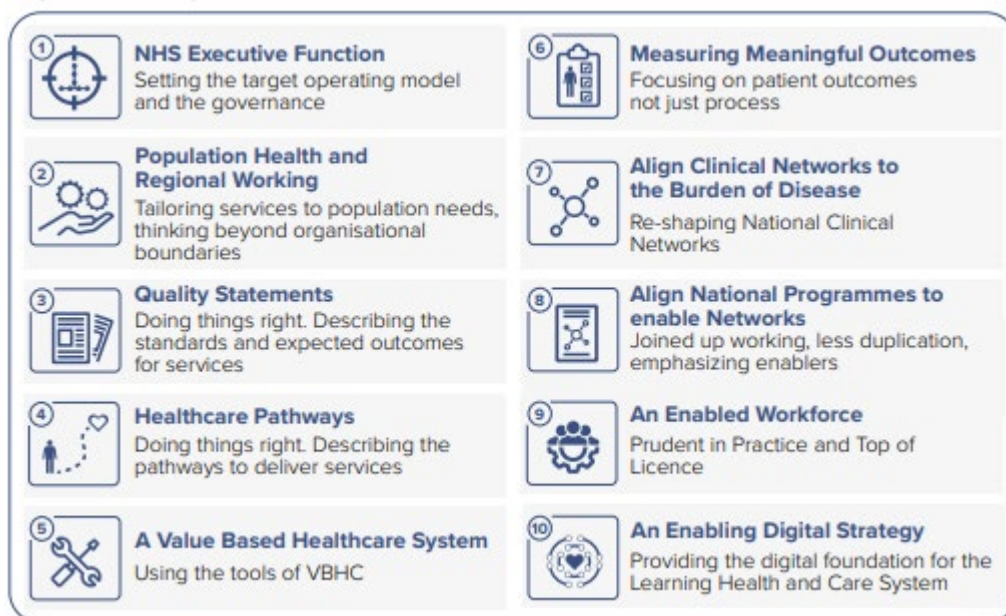 1
NHS Executive Function
Setting the target operating model
and the governance
2
Population Health and
Regional Working
Tailoring services to population needs,
thinking beyond organisational
boundaries
3
Quality Statements
Doing things right. Describing the
standards and expected outcomes
for services
4
Healthcare Pathways
Doing things right. Describing the
pathways to deliver services
5
A Value Based Healthcare System
Using the tools of VBHC
6
Measuring Meaningful Outcomes
Focusing on patient outcomes
not just process
7
Align Clinical Networks to
the Burden of Disease
Re-shaping National Clinical
Networks
8
Align National Programmes to
enable Networks
Joined up working, less duplication,
emphasizing enablers
9
An Enabled Workforce
Prudent in Practice and Top of
Licence
10
An Enabling Digital Strategy
Providing the digital foundation for the
Learning Health and Care System